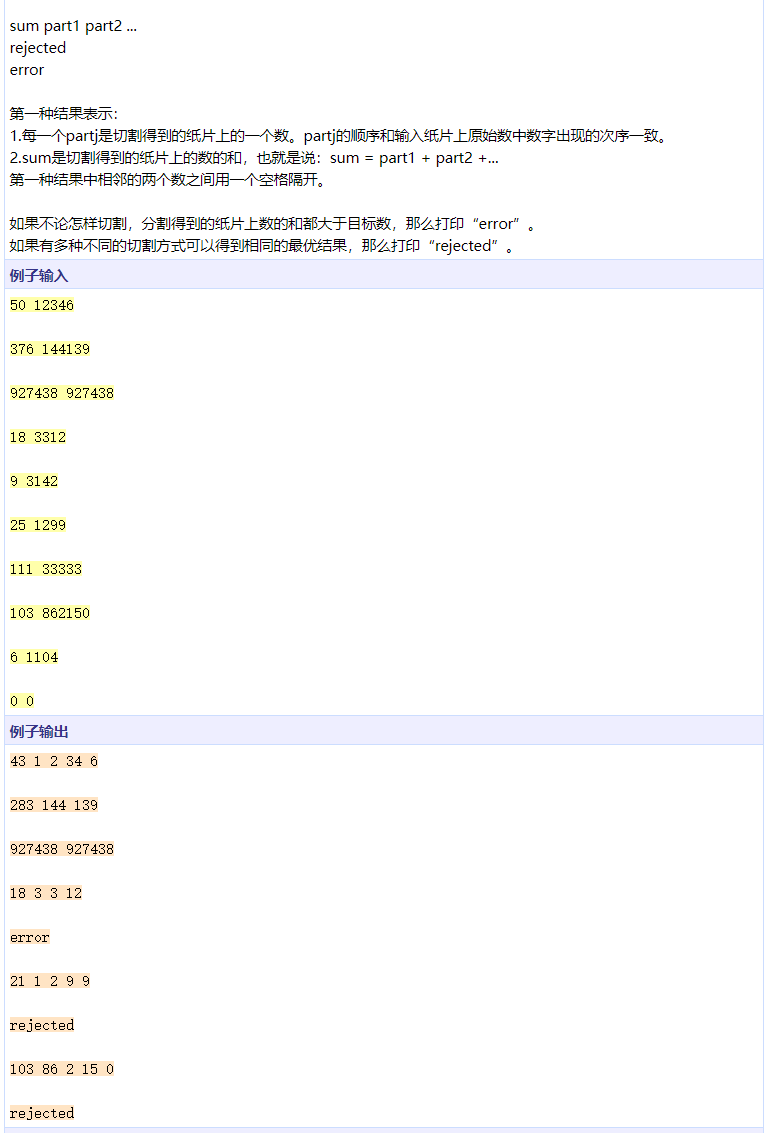 sum part1 part2 ...
rejected
error
第一种结果表示：
1.每一个partj是切割得到的纸片上的一个数。partj的顺序和输入纸片上原始数中数字出现的次序一致。
2.sum是切割得到的纸片上的数的和，也就是说：sum = part1 + part2 +...
第一种结果中相邻的两个数之间用一个空格隔开。
如果不论怎样切割，分割得到的纸片上数的和都大于目标数，那么打印“error”。
如果有多种不同的切割方式可以得到相同的最优结果，那么打印“rejected”。
例子输入
50 12346
376 144139
927438 927438
18 3312
9 3142
25 1299
111 33333
103 862150
6 1104
0 0
例子输出
43 1 2 34 6
283 144 139
927438 927438
18 3 3 12
error
21 1 2 9 9
rejected
103 86 2 15 0
rejected